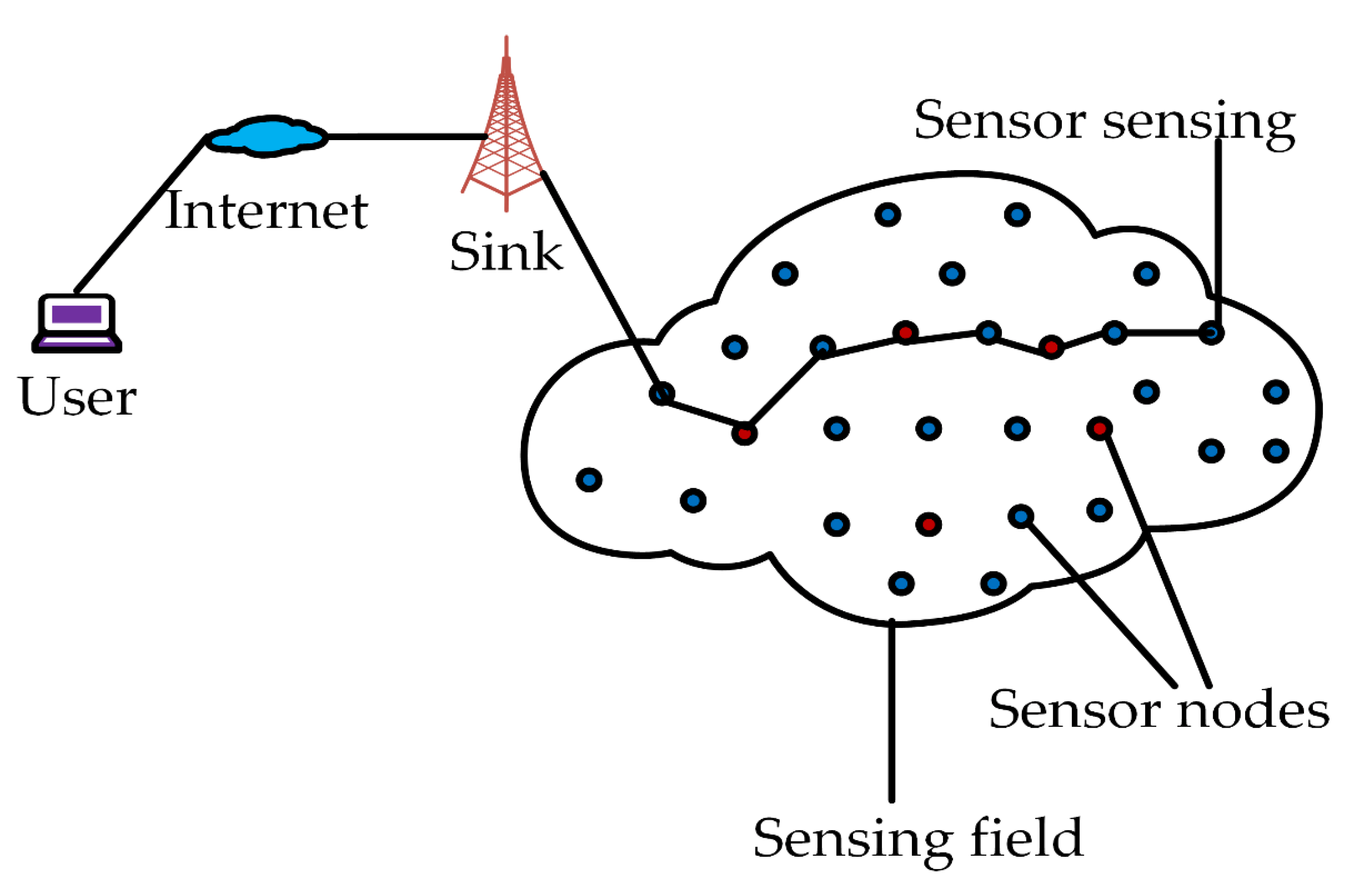 Sensor sensing
Internet
Sink
User
Sensor nodes
Sensing field